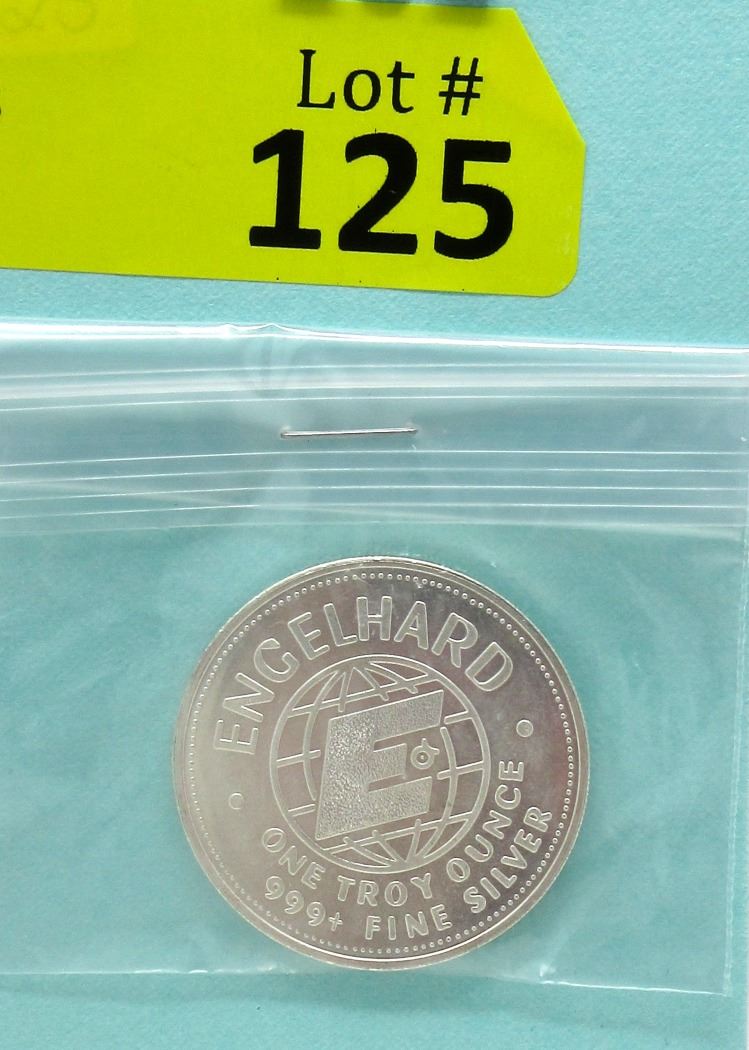 Lot #
125
ENGELHARD
E
ONE TROY OUNCE
999+ FINE SILVER